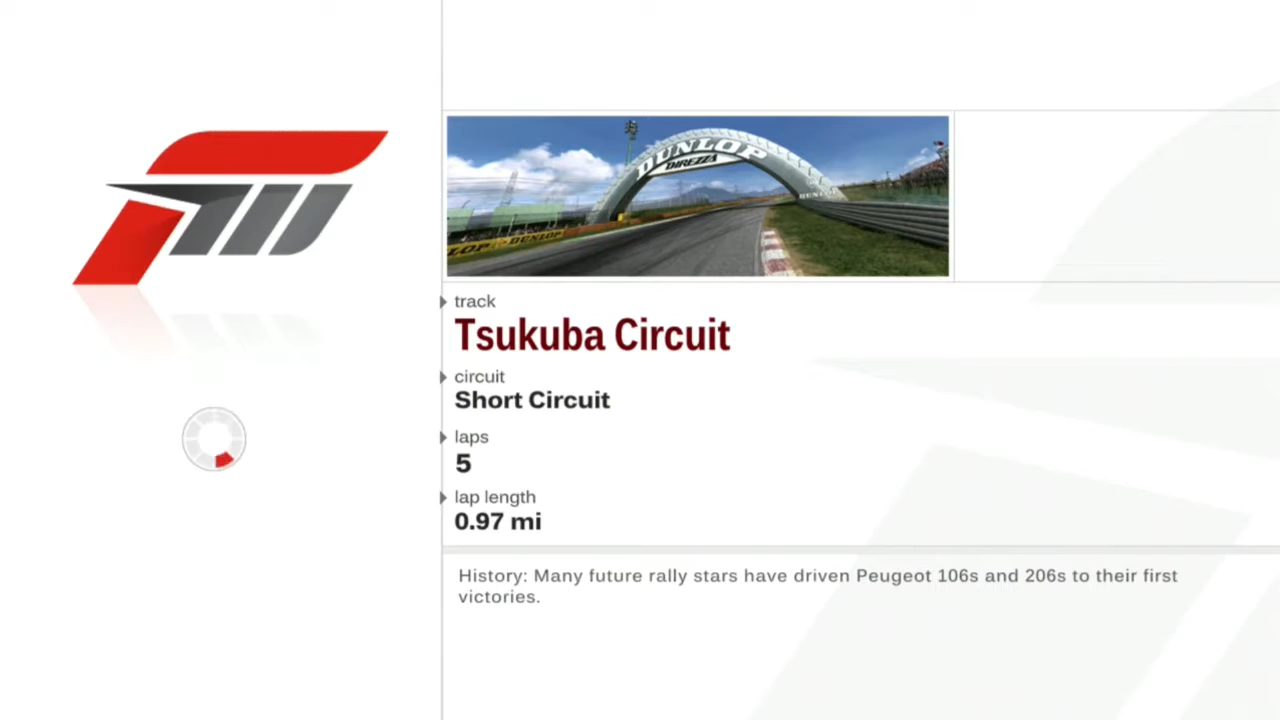 DUNLOP
DIREZZA
DUNLOP
DUNLOP
track
Tsukuba Circuit
circuit
Short Circuit
laps
5
lap length
0.97 mi
History: Many future rally stars have driven Peugeot 106s and 206s to their first
victories.